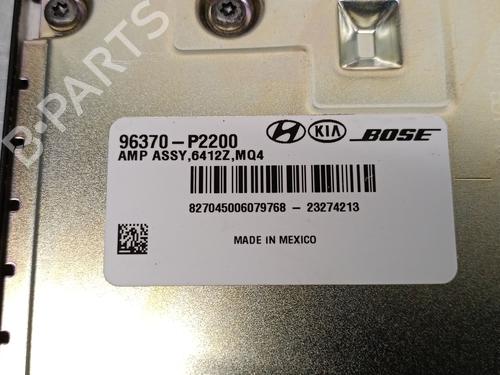 B-PARTS
96370-P2200 KIA BOSE
AMP ASSY,6412Z,MQ4
827045006079768 - 23274213
MADE IN MEXICO